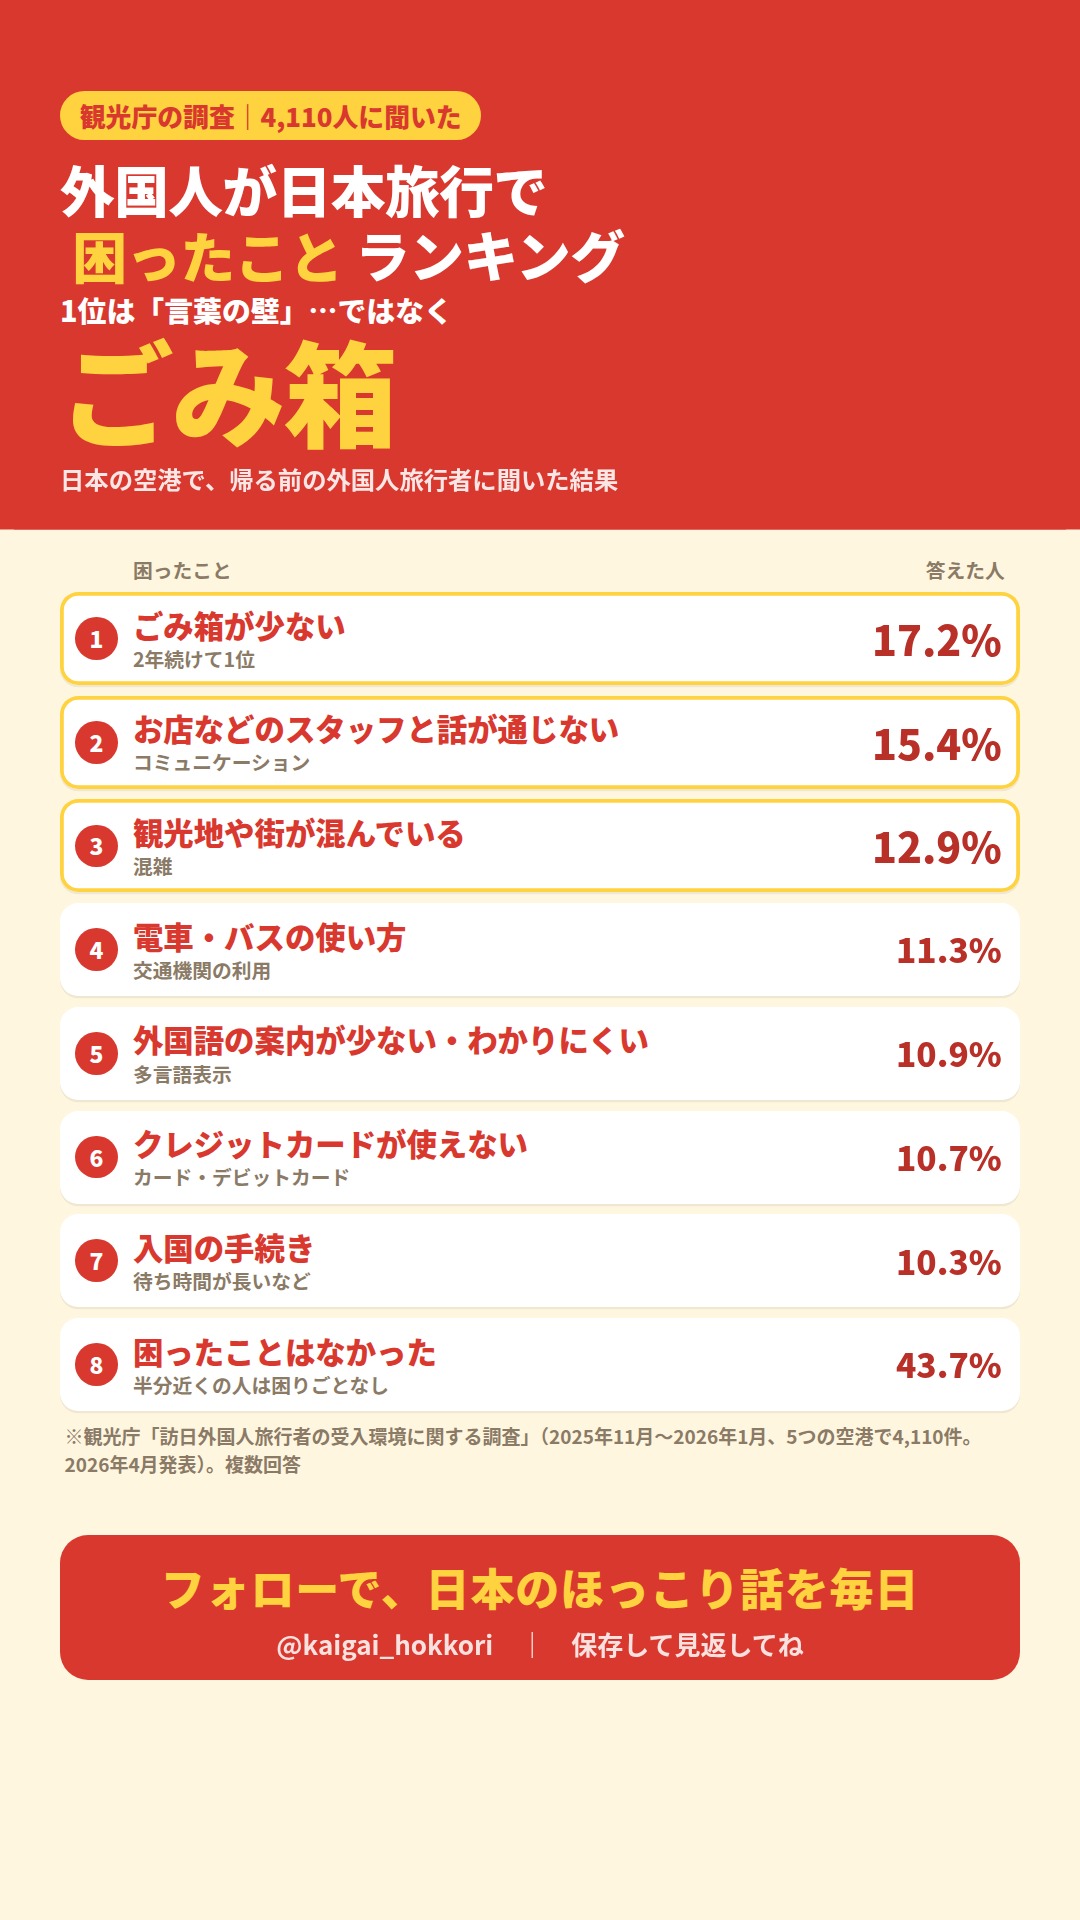 観光庁の調査｜4,110人に聞いた
外国人が日本旅行で
困ったこと ランキング
1位は「言葉の壁」…ではなく
ごみ箱
日本の空港で、帰る前の外国人旅行者に聞いた結果
困ったこと 答えた人
1 ごみ箱が少ない 17.2%
2年続けて1位
2 お店などのスタッフと話が通じない 15.4%
コミュニケーション
3 観光地や街が混んでいる 12.9%
混雑
4 電車・バスの使い方 11.3%
交通機関の利用
5 外国語の案内が少ない・わかりにくい 10.9%
多言語表示
6 クレジットカードが使えない 10.7%
カード・デビットカード
7 入国の手続き 10.3%
待ち時間が長いなど
8 困ったことはなかった 43.7%
半分近くの人は困りごとなし
※観光庁「訪日外国人旅行者の受入環境に関する調査」（2025年11月〜2026年1月、5つの空港で4,110件。
2026年4月発表）。複数回答
フォローで、日本のほっこり話を毎日
@kaigai_hokkori ｜ 保存して見返してね